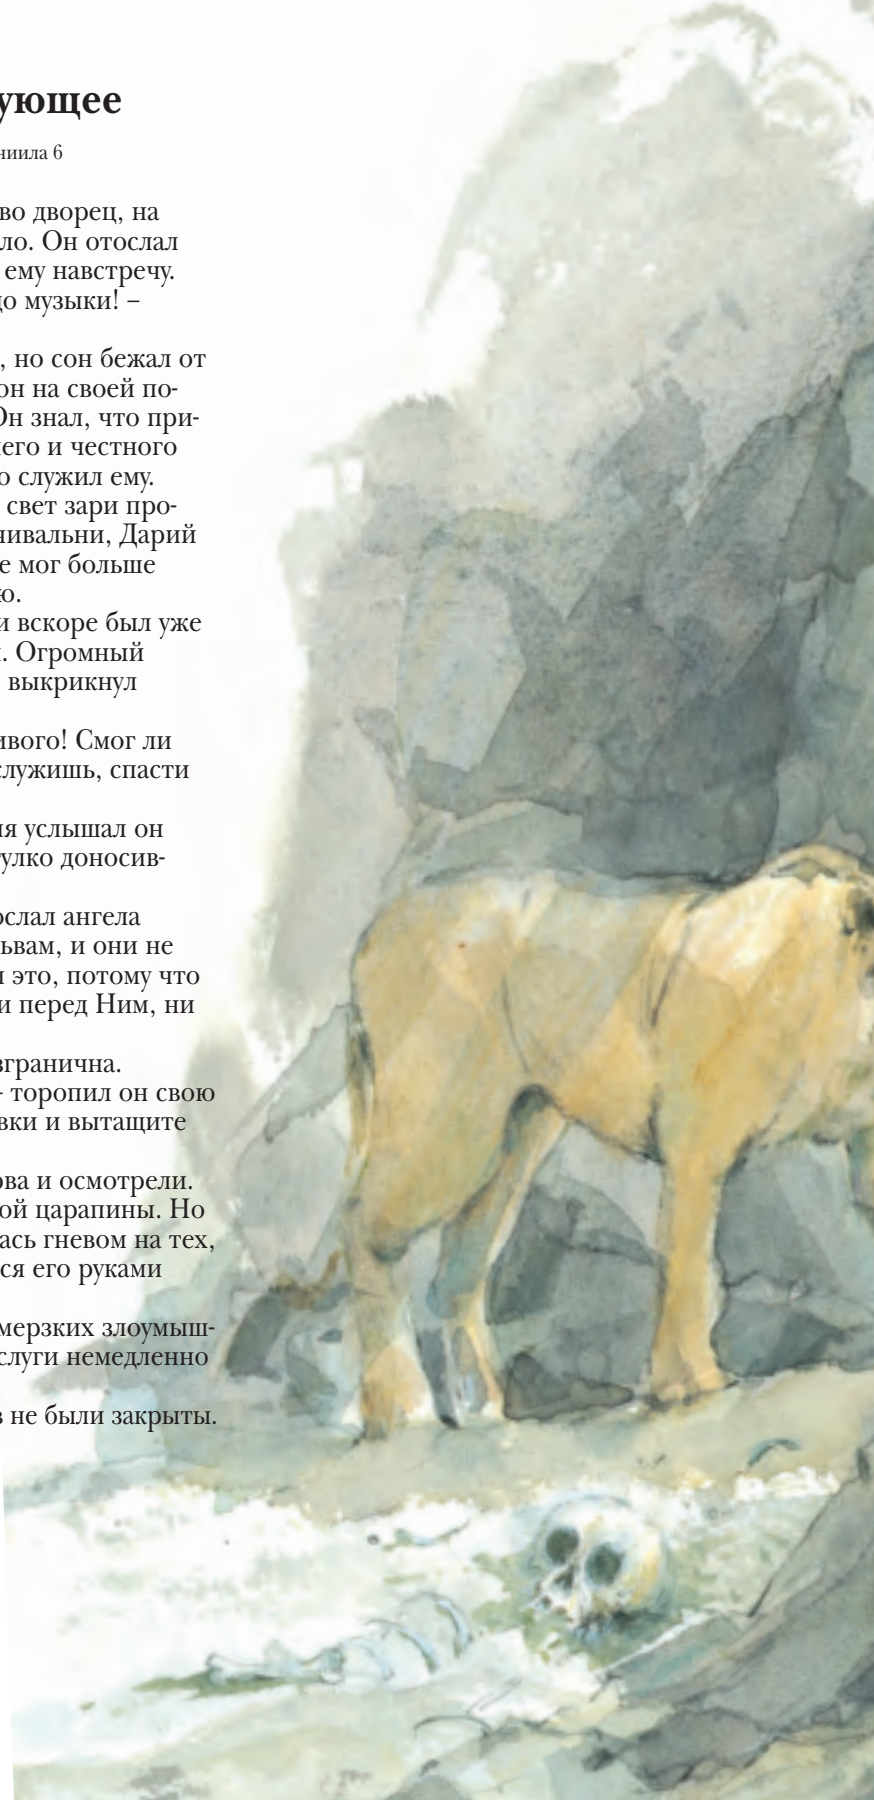 ующее
ниила 6
во дворец, на
ло. Он отослал
ему навстречу.
до музыки! –
, но сон бежал от
он на своей по-
Он знал, что при-
его и честного
о служил ему.
свет зари про-
чивальни, Дарий
е мог больше
ю.
и вскоре был уже
. Огромный
выкрикнул
ивого! Смог ли
служишь, спасти
ия услышал он
улко доносив-
ослал ангела
ьвам, и они не
л это, потому что
и перед Ним, ни
згранична.
- торопил он свою
вки и вытащите
ова и осмотрели.
ой царапины. Но
ась гневом на тех,
ся его руками
мерзких злоумыш-
слуги немедленно
в не были закрыты.